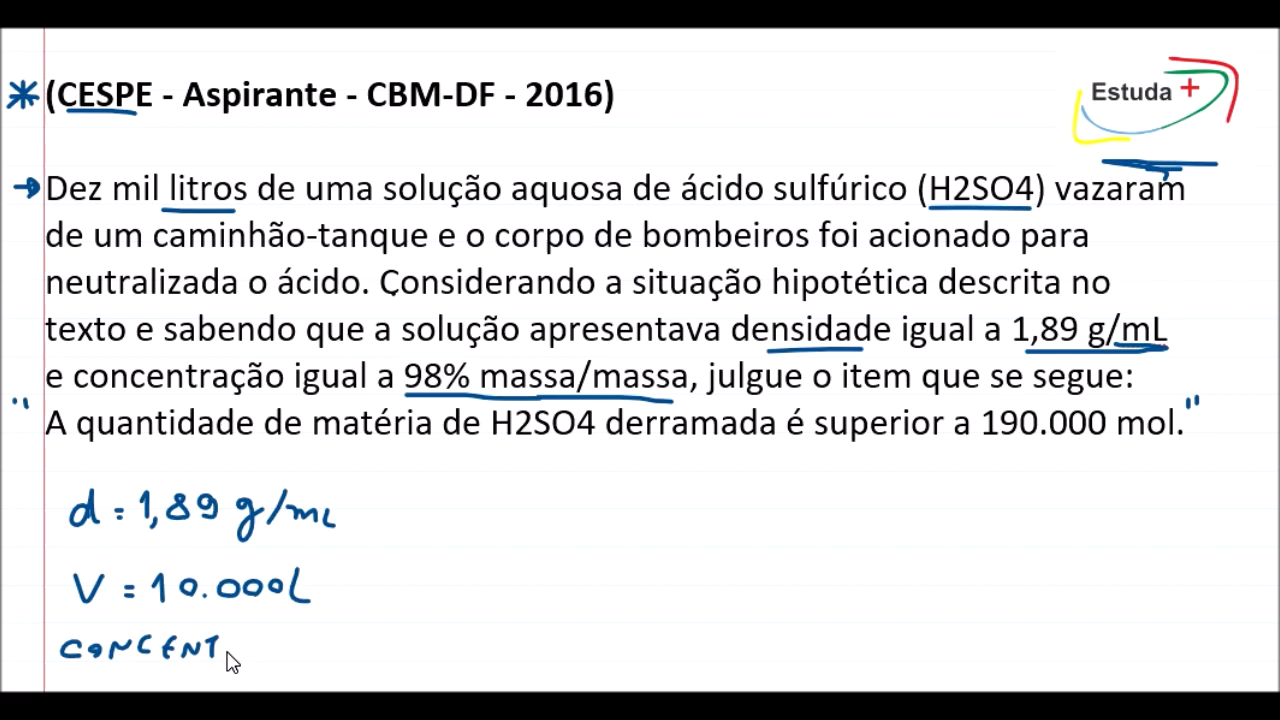 (CESPE - Aspirante - CBM-DF - 2016)
Estuda +
Dez mil litros de uma solução aquosa de ácido sulfúrico (H2SO4) vazaram
de um caminhão-tanque e o corpo de bombeiros foi acionado para
neutralizada o ácido. Considerando a situação hipotética descrita no
texto e sabendo que a solução apresentava densidade igual a 1,89 g/mL
e concentração igual a 98% massa/massa, julgue o item que se segue:
"A quantidade de matéria de H2SO4 derramada é superior a 190.000 mol."
d = 1,89 g/mL
V = 10.000L
CONCENT